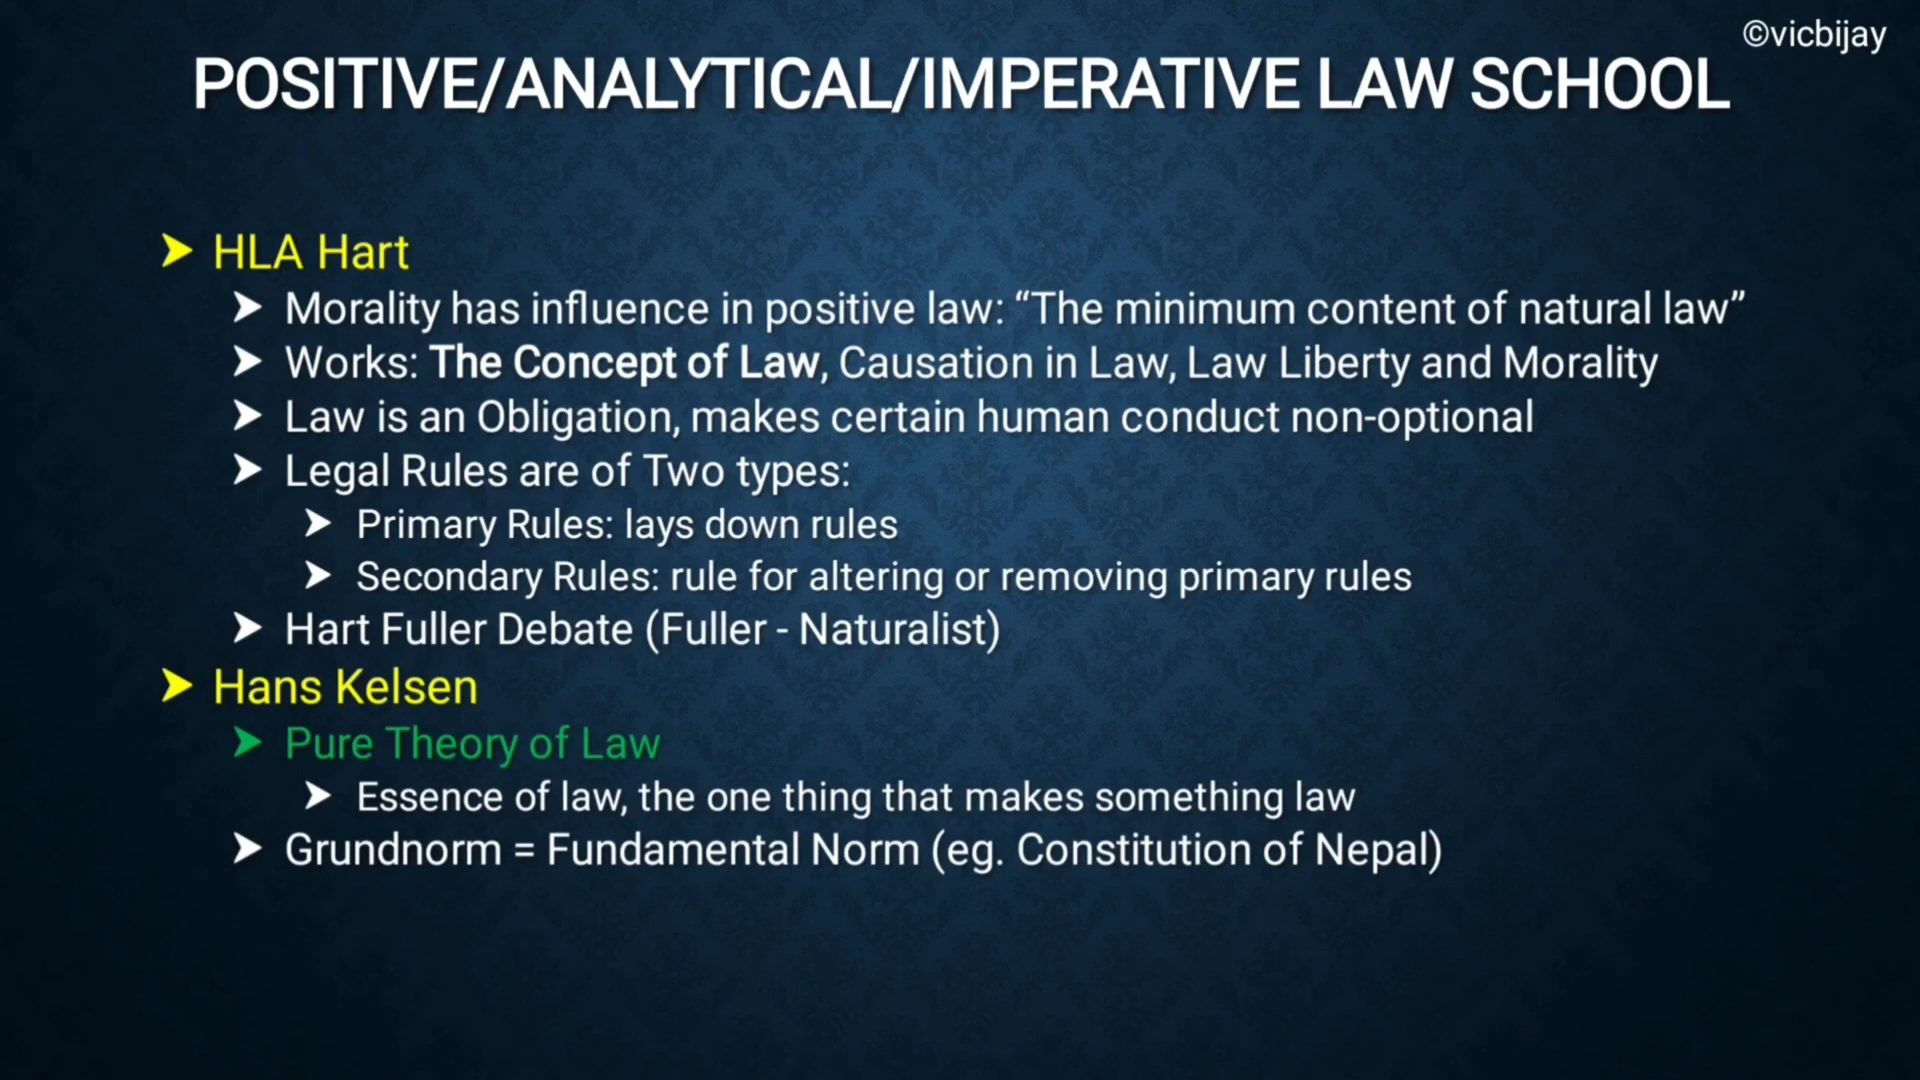 ©vicbijay
POSITIVE/ANALYTICAL/IMPERATIVE LAW SCHOOL
HLA Hart
Morality has influence in positive law: “The minimum content of natural law”
Works: The Concept of Law, Causation in Law, Law Liberty and Morality
Law is an Obligation, makes certain human conduct non-optional
Legal Rules are of Two types:
Primary Rules: lays down rules
Secondary Rules: rule for altering or removing primary rules
Hart Fuller Debate (Fuller - Naturalist)
Hans Kelsen
Pure Theory of Law
Essence of law, the one thing that makes something law
Grundnorm = Fundamental Norm (eg. Constitution of Nepal)